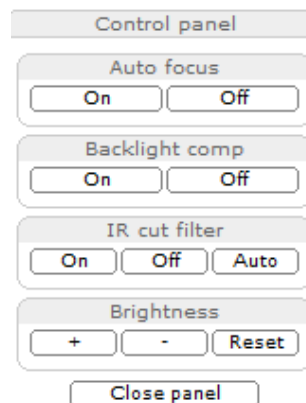 Control panel
Auto focus
On Off
Backlight comp
On Off
IR cut filter
On Off Auto
Brightness
+ - Reset
Close panel